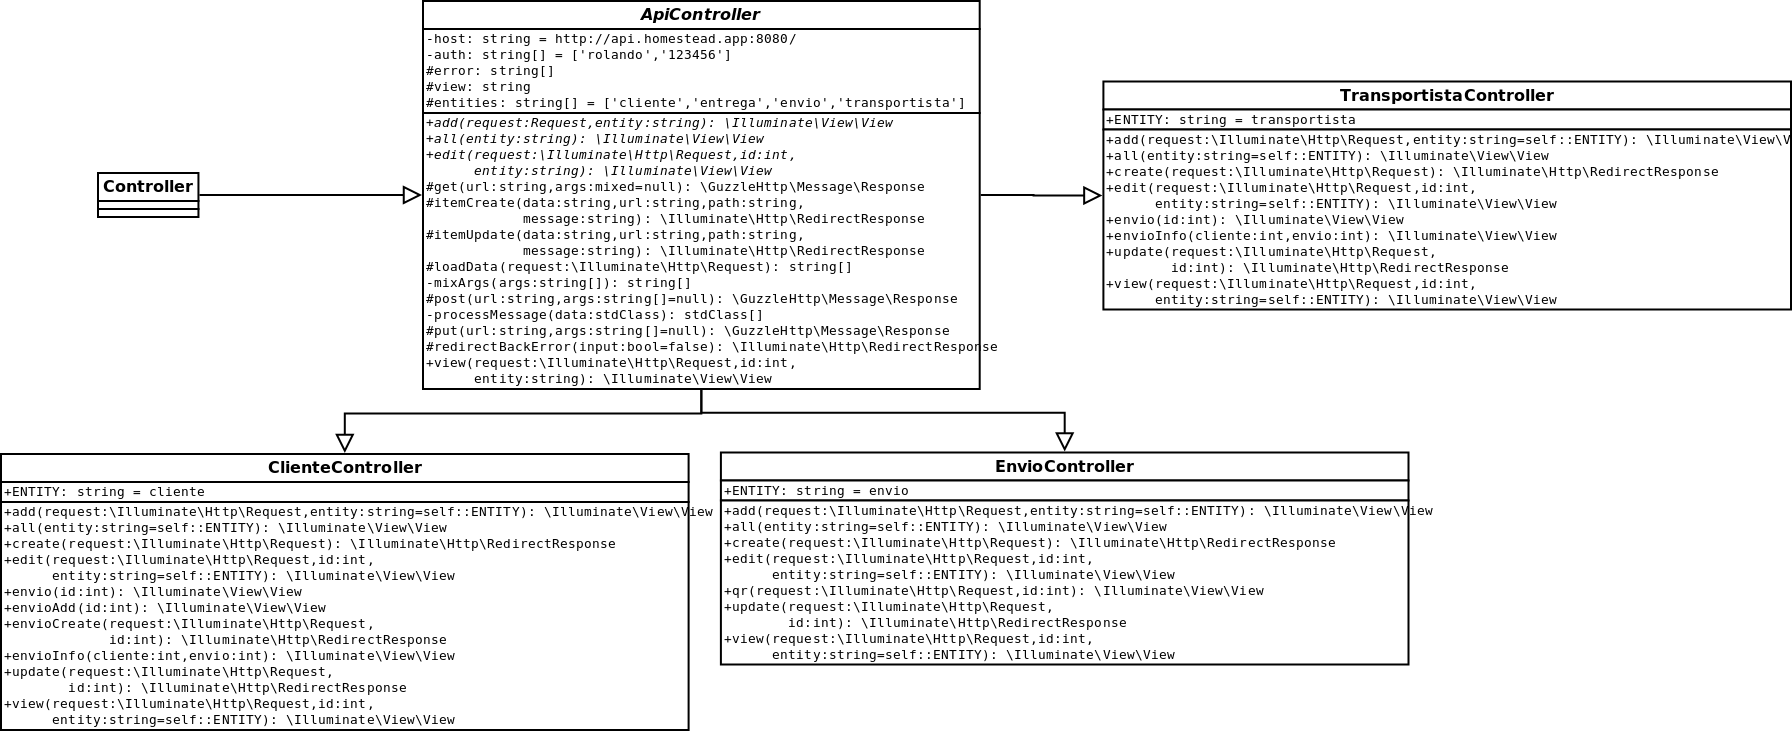 ApiController
-host: string = http://api.homestead.app:8080/
-auth: string[] = ['rolando','123456']
#error: string[]
#view: string
#entities: string[] = ['cliente','entrega','envio','transportista']
+add(request:Request,entity:string): \Illuminate\View\View
+all(entity:string): \Illuminate\View\View
+edit(request:\Illuminate\Http\Request,id:int,
entity:string): \Illuminate\View\View
#get(url:string,args:mixed=null): \GuzzleHttp\Message\Response
#itemCreate(data:string,url:string,path:string,
message:string): \Illuminate\Http\RedirectResponse
#itemUpdate(data:string,url:string,path:string,
message:string): \Illuminate\Http\RedirectResponse
#loadData(request:\Illuminate\Http\Request): string[]
-mixArgs(args:string[]): string[]
#post(url:string,args:string[]=null): \GuzzleHttp\Message\Response
-processMessage(data:stdClass): stdClass[]
#put(url:string,args:string[]=null): \GuzzleHttp\Message\Response
#redirectBackError(input:bool=false): \Illuminate\Http\RedirectResponse
+view(request:\Illuminate\Http\Request,id:int,
entity:string): \Illuminate\View\View
Controller
TransportistaController
+ENTITY: string = transportista
+add(request:\Illuminate\Http\Request,entity:string=self::ENTITY): \Illuminate\View\V
+all(entity:string=self::ENTITY): \Illuminate\View\View
+create(request:\Illuminate\Http\Request): \Illuminate\Http\RedirectResponse
+edit(request:\Illuminate\Http\Request,id:int,
entity:string=self::ENTITY): \Illuminate\View\View
+envio(id:int): \Illuminate\View\View
+envioInfo(cliente:int,envio:int): \Illuminate\View\View
+update(request:\Illuminate\Http\Request,
id:int): \Illuminate\Http\RedirectResponse
+view(request:\Illuminate\Http\Request,id:int,
entity:string=self::ENTITY): \Illuminate\View\View
ClienteController
+ENTITY: string = cliente
+add(request:\Illuminate\Http\Request,entity:string=self::ENTITY): \Illuminate\View\View
+all(entity:string=self::ENTITY): \Illuminate\View\View
+create(request:\Illuminate\Http\Request): \Illuminate\Http\RedirectResponse
+edit(request:\Illuminate\Http\Request,id:int,
entity:string=self::ENTITY): \Illuminate\View\View
+envio(id:int): \Illuminate\View\View
+envioAdd(id:int): \Illuminate\View\View
+envioCreate(request:\Illuminate\Http\Request,
id:int): \Illuminate\Http\RedirectResponse
+envioInfo(cliente:int,envio:int): \Illuminate\View\View
+update(request:\Illuminate\Http\Request,
id:int): \Illuminate\Http\RedirectResponse
+view(request:\Illuminate\Http\Request,id:int,
entity:string=self::ENTITY): \Illuminate\View\View
EnvioController
+ENTITY: string = envio
+add(request:\Illuminate\Http\Request,entity:string=self::ENTITY): \Illuminate\View\View
+all(entity:string=self::ENTITY): \Illuminate\View\View
+create(request:\Illuminate\Http\Request): \Illuminate\Http\RedirectResponse
+edit(request:\Illuminate\Http\Request,id:int,
entity:string=self::ENTITY): \Illuminate\View\View
+qr(request:\Illuminate\Http\Request,id:int): \Illuminate\View\View
+update(request:\Illuminate\Http\Request,
id:int): \Illuminate\Http\RedirectResponse
+view(request:\Illuminate\Http\Request,id:int,
entity:string=self::ENTITY): \Illuminate\View\View